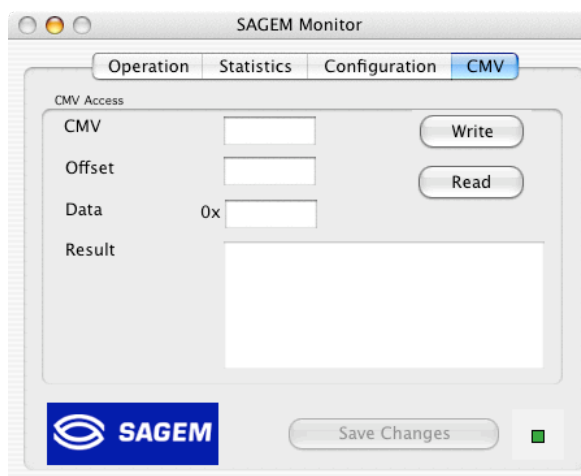 SAGEM Monitor
Operation Statistics Configuration CMV
CMV Access
CMV
Write
Offset
Read
Data 0x
Result
SAGEM
Save Changes